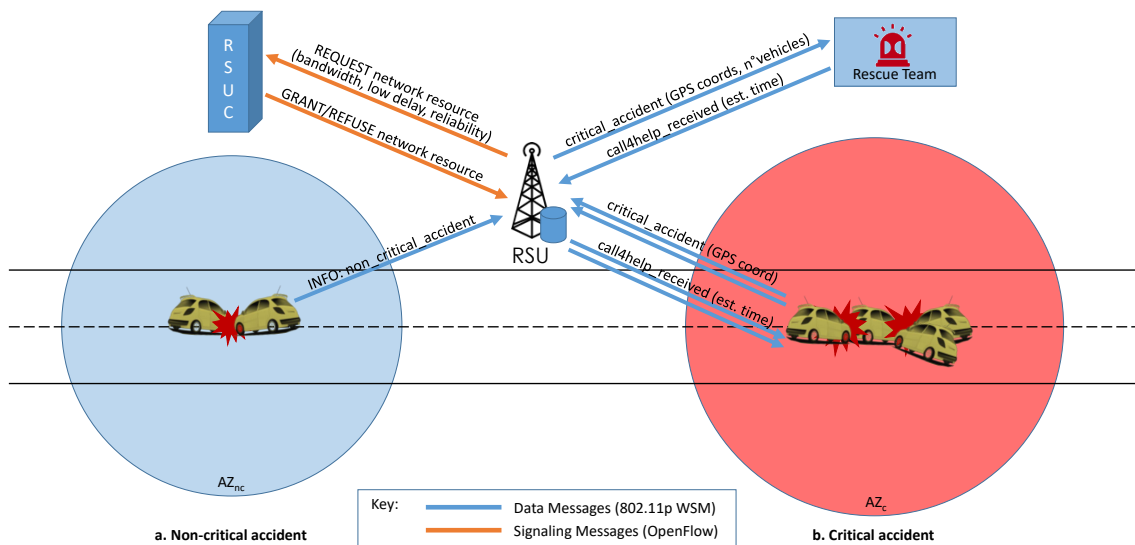 R
S
U
C
REQUEST network resource
(bandwidth, low delay, reliability)
GRANT/REFUSE network resource
critical_accident (GPS coords, n°vehicles)
call4help_received (est. time)
Rescue Team
RSU
INFO: non_critical_accident
critical_accident (GPS coord)
call4help_received (est. time)
AZnc
AZc
Key:
Data Messages (802.11p WSM)
Signaling Messages (OpenFlow)
a. Non-critical accident
b. Critical accident